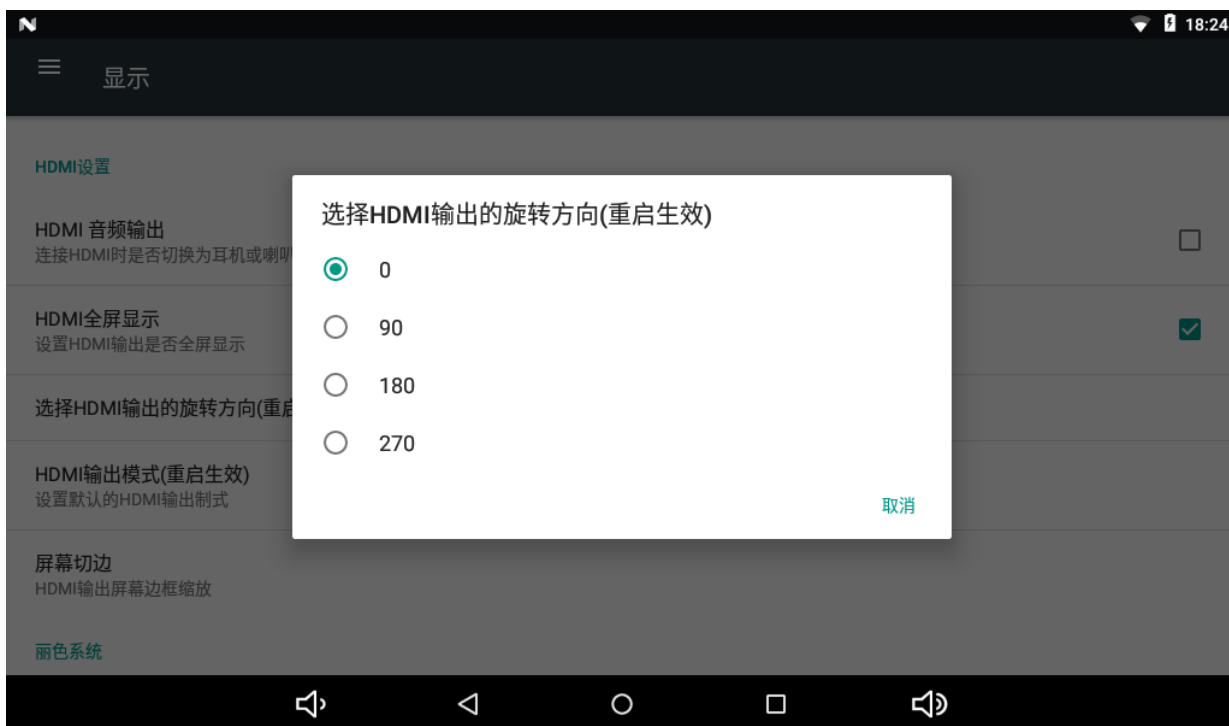 18:24
显示
HDMI设置
HDMI 音频输出
连接HDMI时是否切换为耳机或喇叭
HDMI全屏显示
设置HDMI输出是否全屏显示
选择HDMI输出的旋转方向(重启
HDMI输出模式(重启生效)
设置默认的HDMI输出制式
屏幕切边
HDMI输出屏幕边框缩放
丽色系统
选择HDMI输出的旋转方向(重启生效)
0
90
180
270
取消